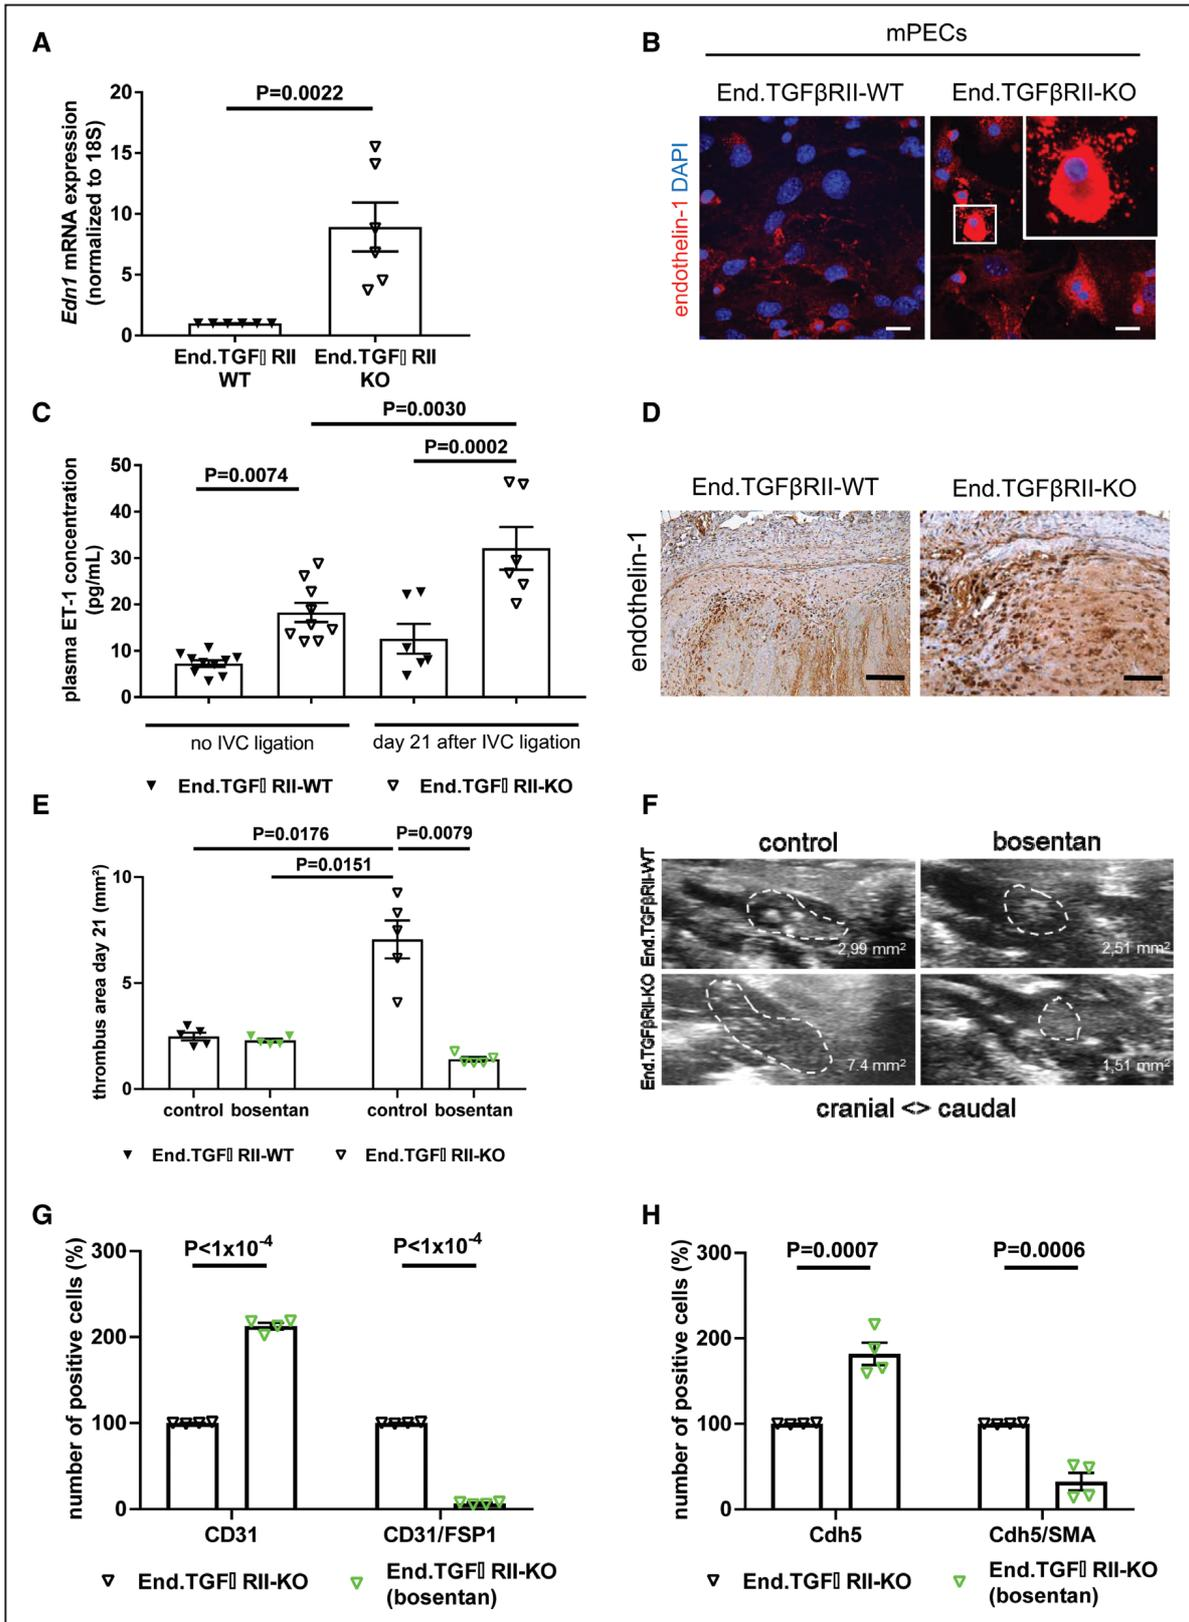 A
P=0.0022
Edn1 mRNA expression
(normalized to 18S)
20
15
10
5
0
End.TGF▯ RII
WT
End.TGF▯ RII
KO
B
mPECs
End.TGFβRII-WT
End.TGFβRII-KO
endothelin-1 DAPI
C
P=0.0030
P=0.0002
P=0.0074
plasma ET-1 concentration
(pg/mL)
50
40
30
20
10
0
no IVC ligation
day 21 after IVC ligation
End.TGF▯ RII-WT
End.TGF▯ RII-KO
D
End.TGFβRII-WT
End.TGFβRII-KO
endothelin-1
E
P=0.0176
P=0.0079
P=0.0151
thrombus area day 21 (mm²)
10
5
0
control bosentan
control bosentan
End.TGF▯ RII-WT
End.TGF▯ RII-KO
F
control
bosentan
End.TGFβRII-WT
2,99 mm²
2,51 mm²
End.TGFβRII-KO
7.4 mm²
1,51 mm²
cranial <> caudal
G
P<1x10⁻⁴
P<1x10⁻⁴
number of positive cells (%)
300
200
100
0
CD31
CD31/FSP1
End.TGF▯ RII-KO
End.TGF▯ RII-KO
(bosentan)
H
P=0.0007
P=0.0006
number of positive cells (%)
300
200
100
0
Cdh5
Cdh5/SMA
End.TGF▯ RII-KO
End.TGF▯ RII-KO
(bosentan)